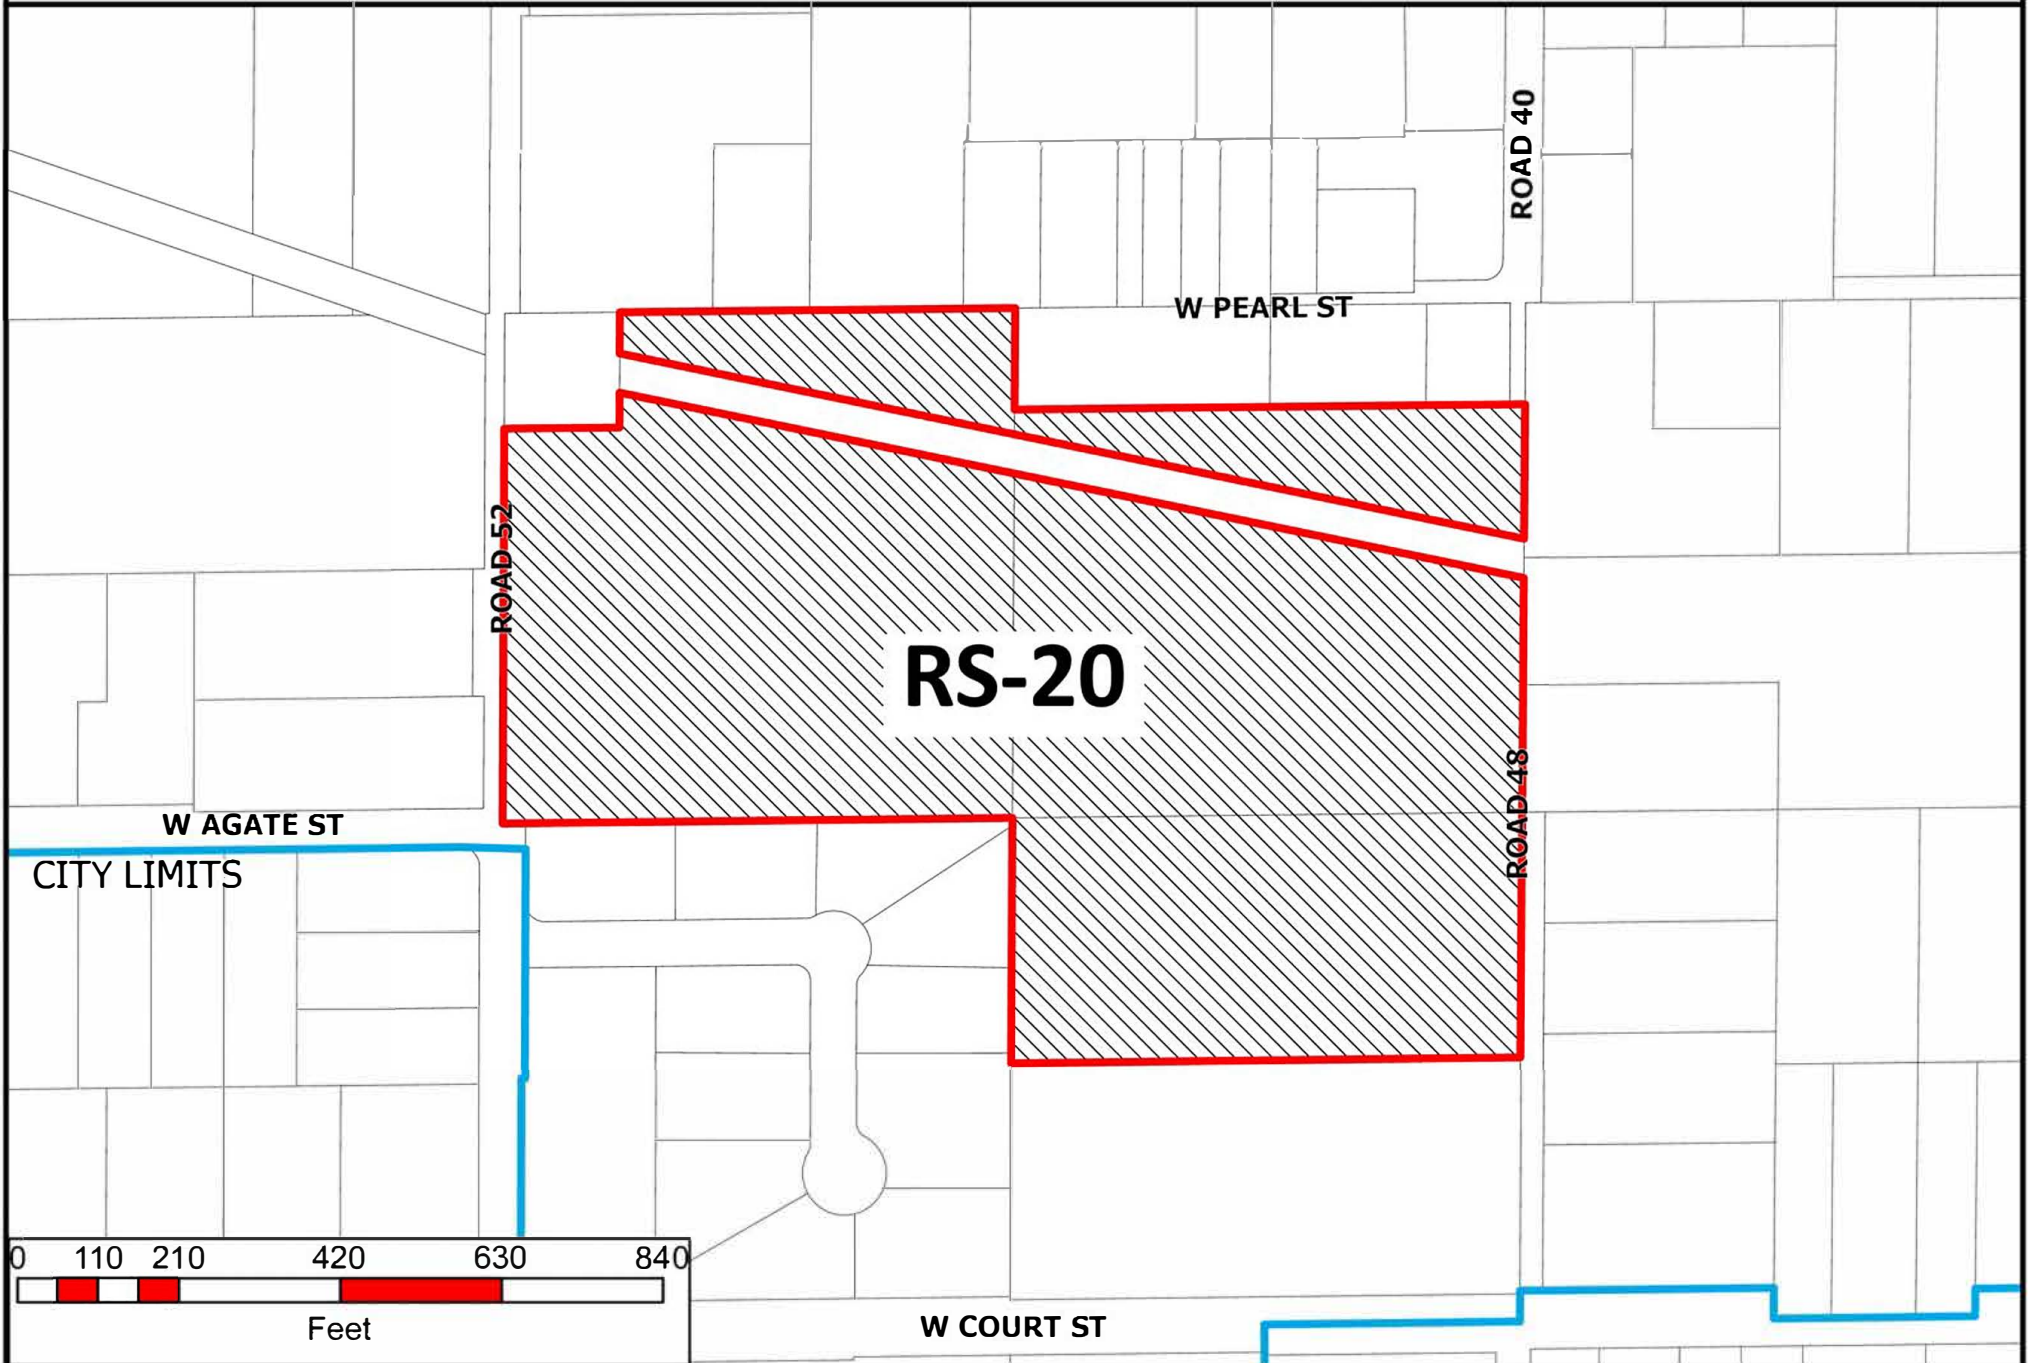 ROAD 40
W PEARL ST
ROAD 52
RS-20
ROAD 48
W AGATE ST
CITY LIMITS
0 110 210 420 630 840
Feet
W COURT ST